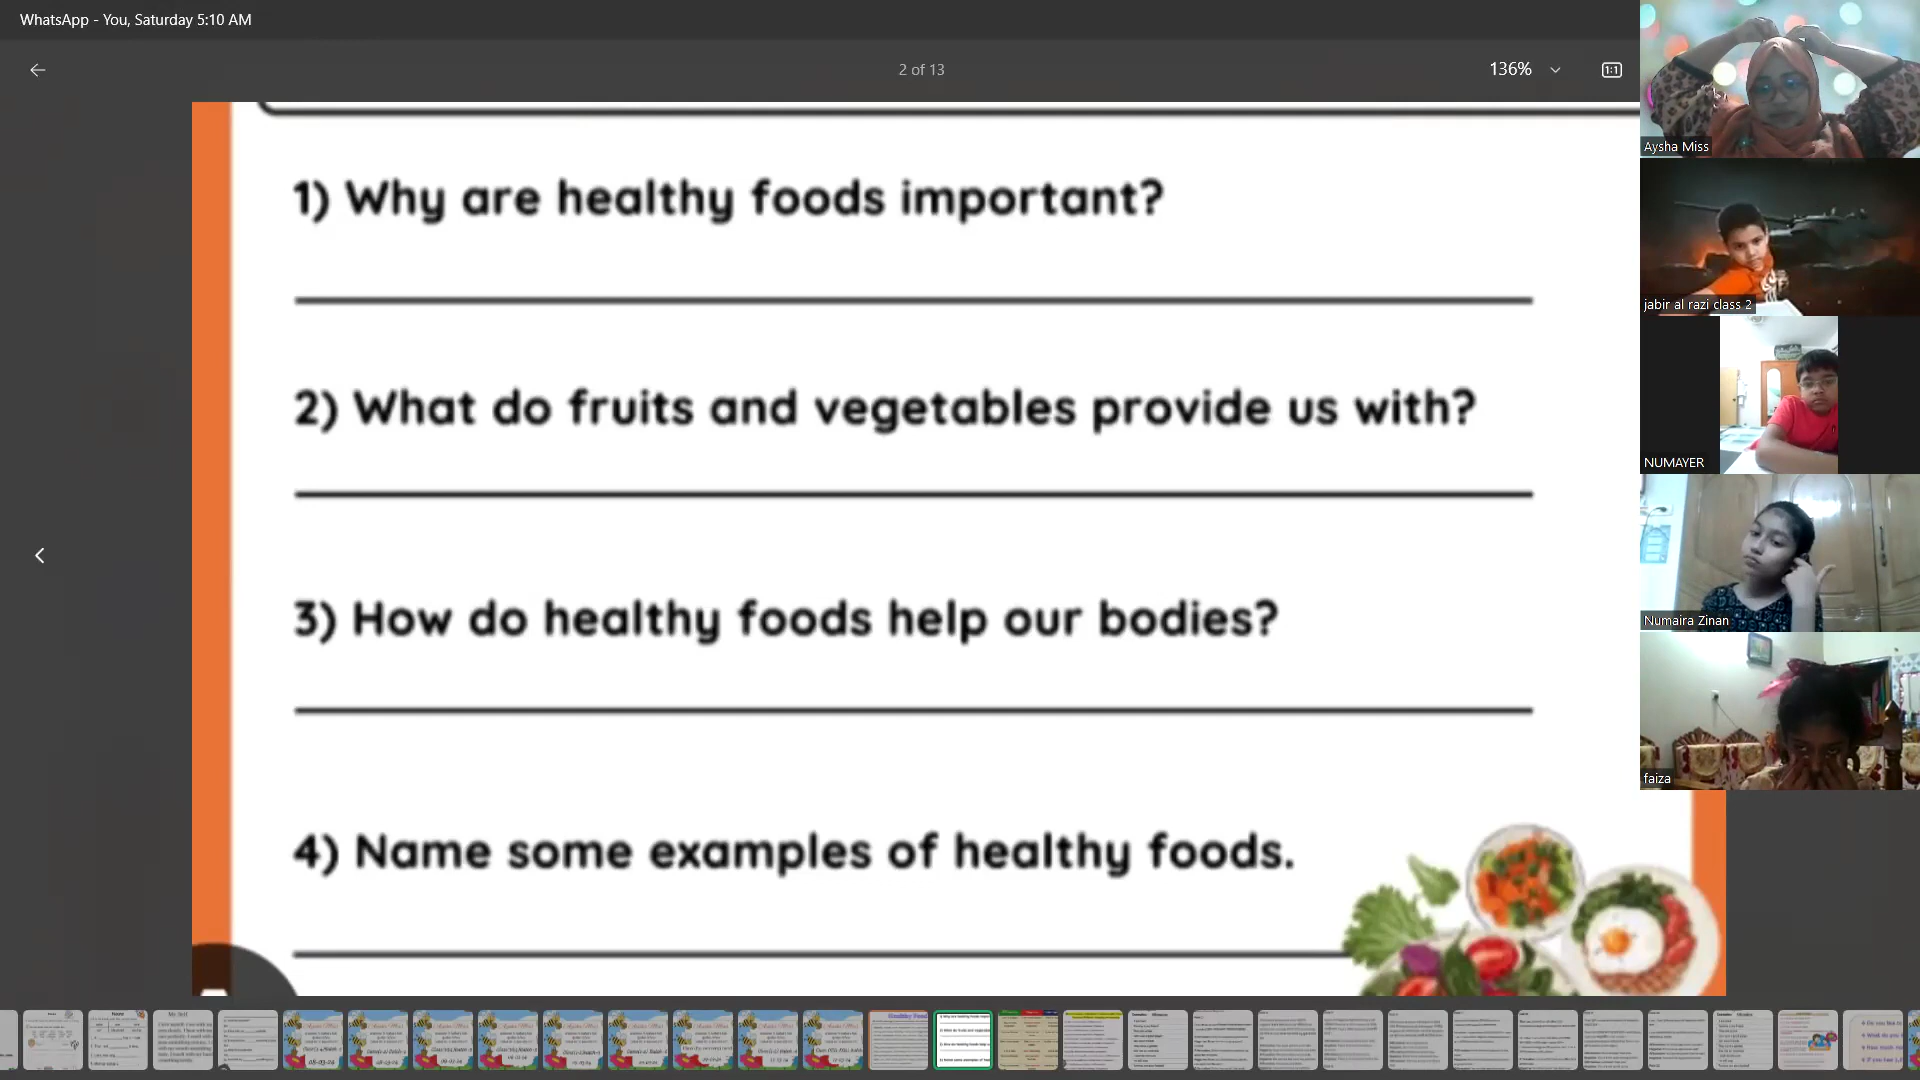 WhatsApp - You, Saturday 5:10 AM
2 of 13
136%
1:1
1) Why are healthy foods important?
2) What do fruits and vegetables provide us with?
3) How do healthy foods help our bodies?
4) Name some examples of healthy foods.
Aysha Miss
jabir al razi class 2
NUMAYER
Numaira Zinan
faiza